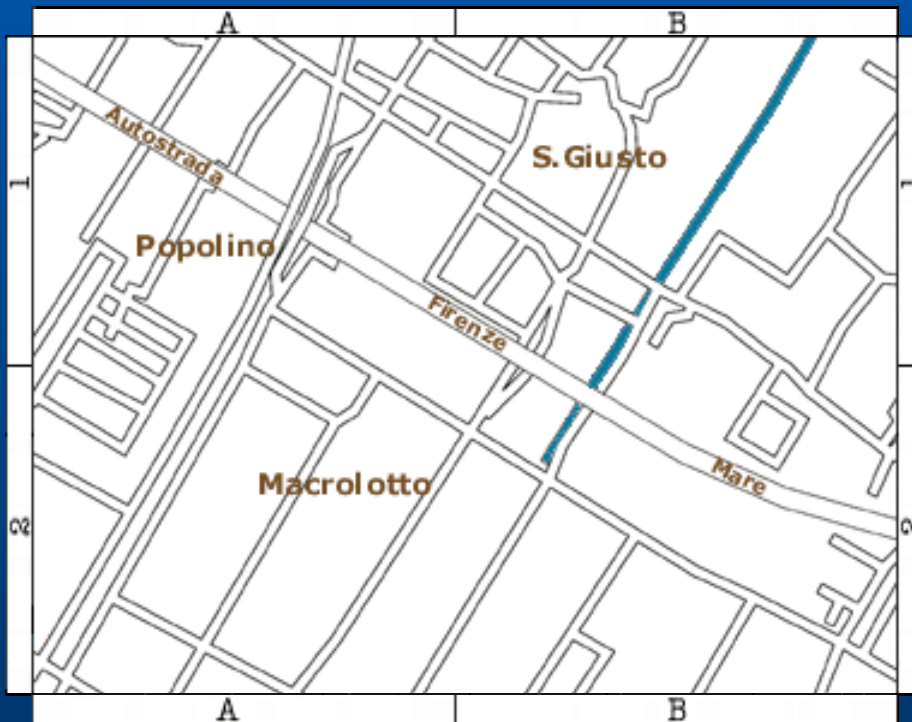 A B
1 1
Autostrada
S.Giusto
Popolino
Firenze
Macrolotto
Mare
2 2
A B